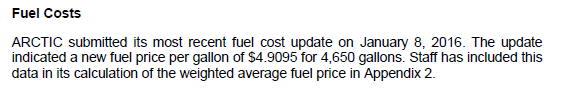 Fuel Costs
ARCTIC submitted its most recent fuel cost update on January 8, 2016. The update
indicated a new fuel price per gallon of $4.9095 for 4,650 gallons. Staff has included this
data in its calculation of the weighted average fuel price in Appendix 2.